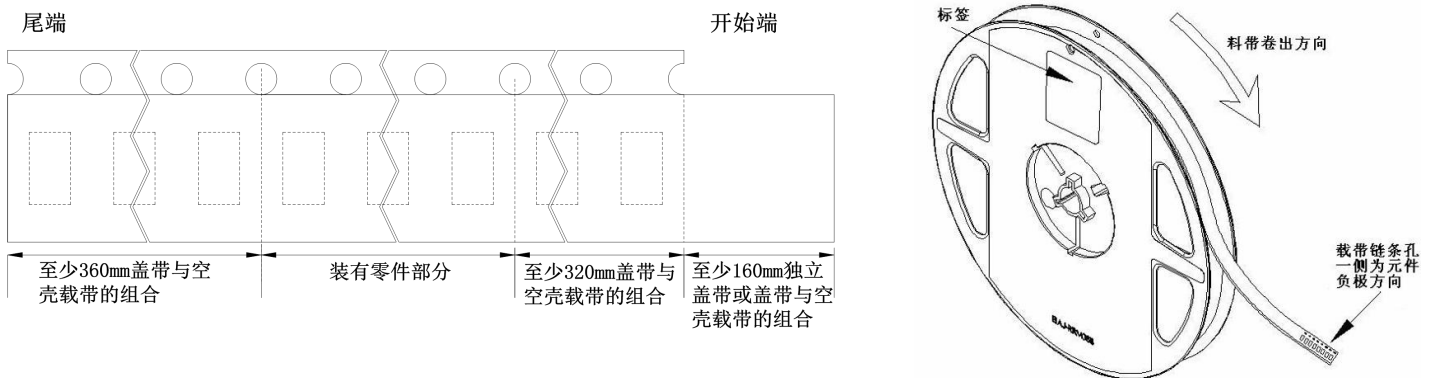 尾端
开始端
至少360mm盖带与空
壳载带的组合
装有零件部分
至少320mm盖带与
空壳载带的组合
至少160mm独立
盖带或盖带与空
壳载带的组合
标签
料带卷出方向
载带链条孔
一侧为元件
负极方向